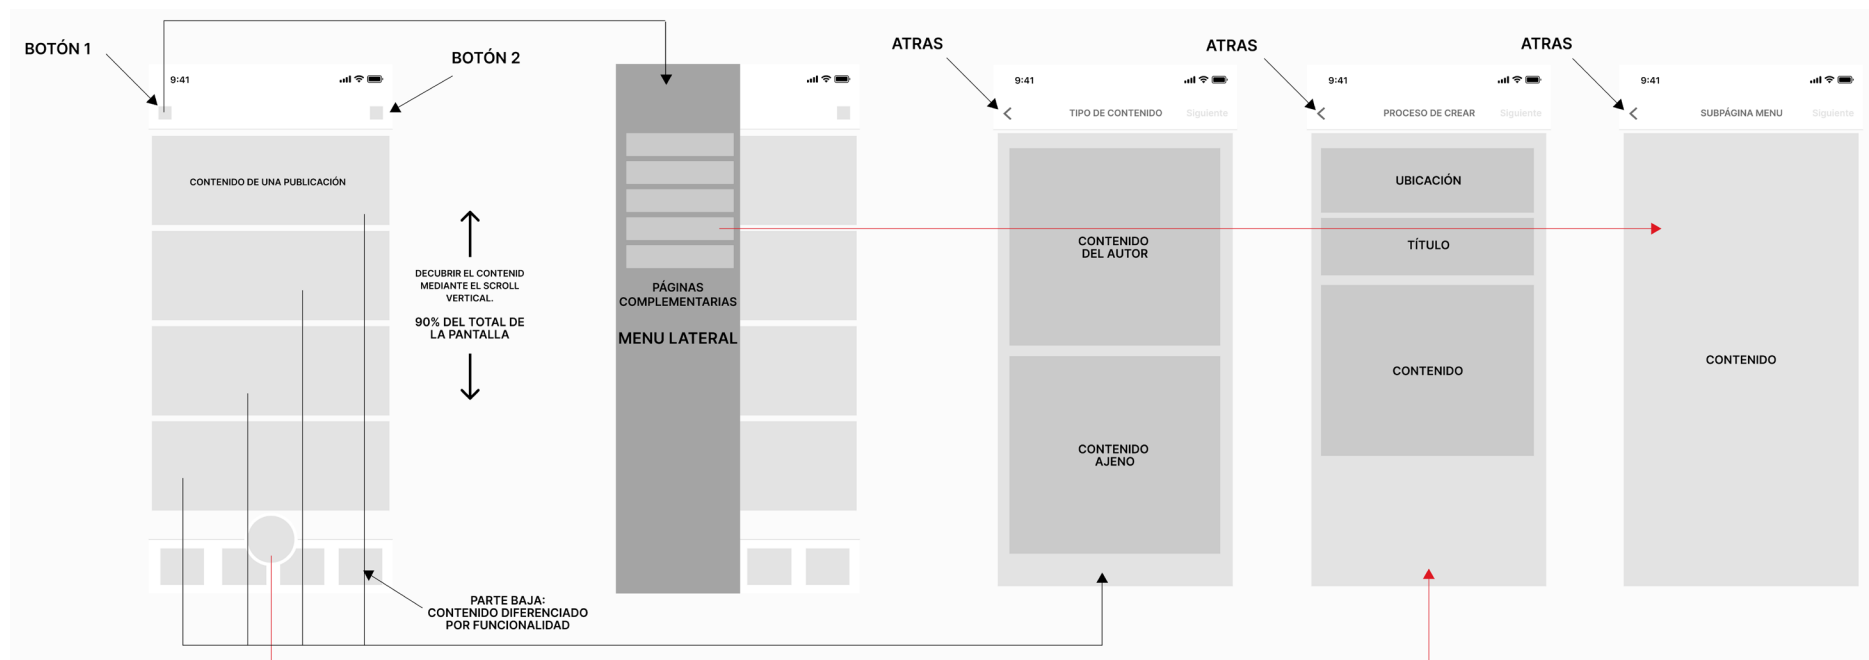 BOTÓN 1
BOTÓN 2
9:41
CONTENIDO DE UNA PUBLICACIÓN
DECUBRIR EL CONTENID
MEDIANTE EL SCROLL
VERTICAL.
90% DEL TOTAL DE
LA PANTALLA
PARTE BAJA:
CONTENIDO DIFERENCIADO
POR FUNCIONALIDAD
PÁGINAS
COMPLEMENTARIAS
MENU LATERAL
ATRAS
9:41
TIPO DE CONTENIDO
Siguiente
CONTENIDO
DEL AUTOR
CONTENIDO
AJENO
ATRAS
9:41
PROCESO DE CREAR
Siguiente
UBICACIÓN
TÍTULO
CONTENIDO
ATRAS
9:41
SUBPÁGINA MENU
Siguiente
CONTENIDO